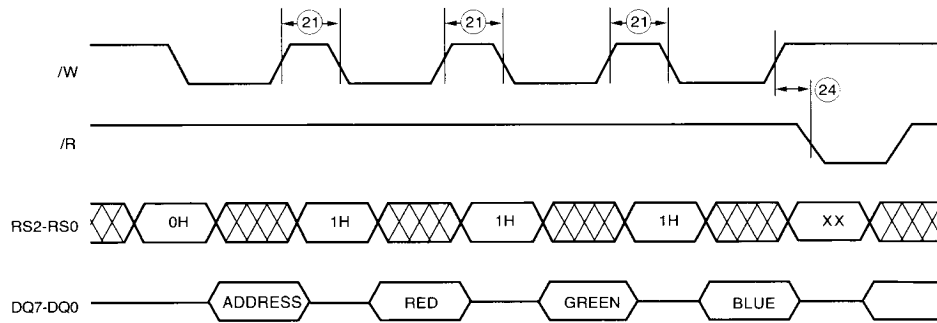 21 21 21
/W
24
/R
RS2-RS0 0H 1H 1H 1H XX
DQ7-DQ0 ADDRESS RED GREEN BLUE